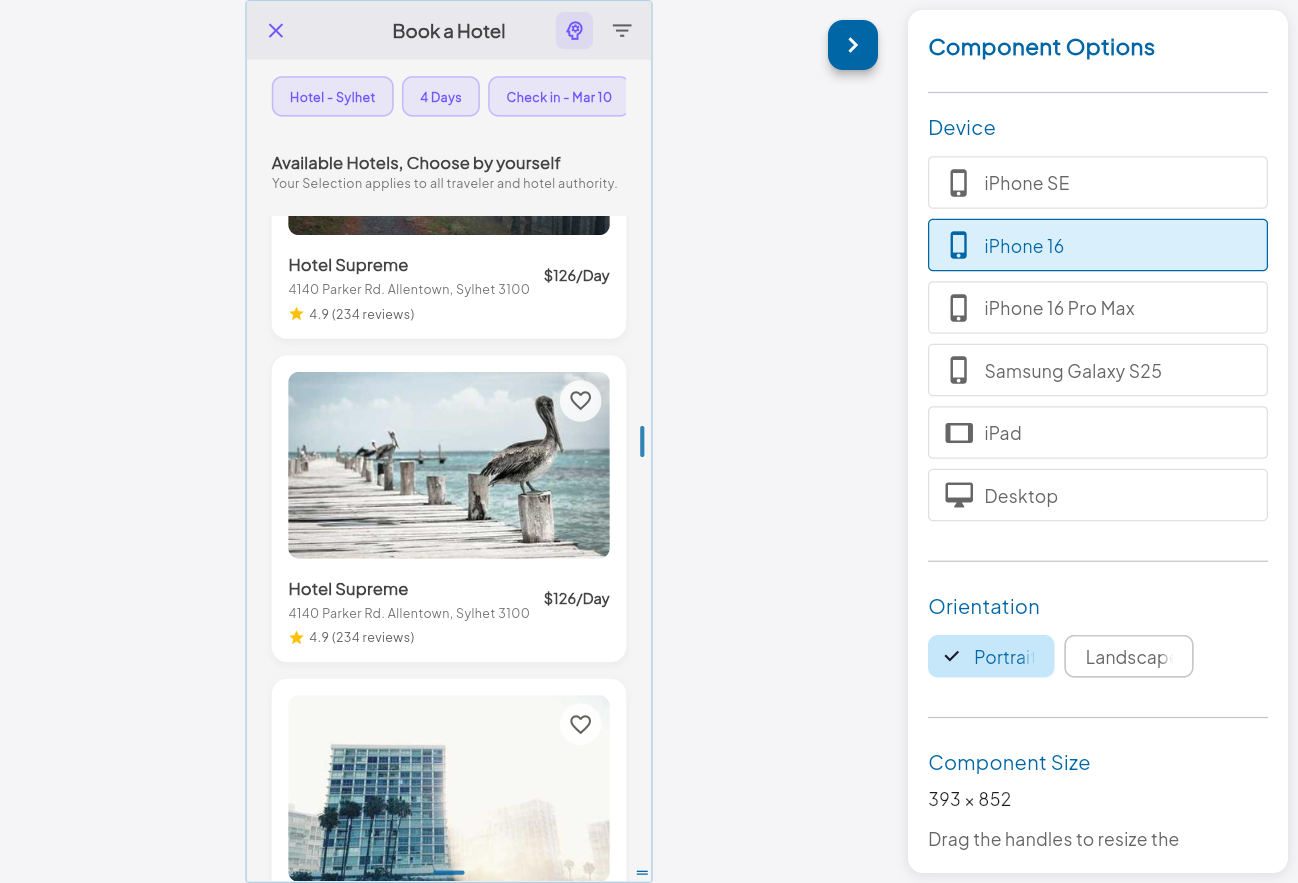 Book a Hotel
Hotel - Sylhet
4 Days
Check in - Mar 10
Available Hotels, Choose by yourself
Your Selection applies to all traveler and hotel authority.
Hotel Supreme
4140 Parker Rd. Allentown, Sylhet 3100
4.9 (234 reviews)
$126/Day
Hotel Supreme
4140 Parker Rd. Allentown, Sylhet 3100
4.9 (234 reviews)
$126/Day
Component Options
Device
iPhone SE
iPhone 16
iPhone 16 Pro Max
Samsung Galaxy S25
iPad
Desktop
Orientation
Portrait
Landscape
Component Size
393 × 852
Drag the handles to resize the